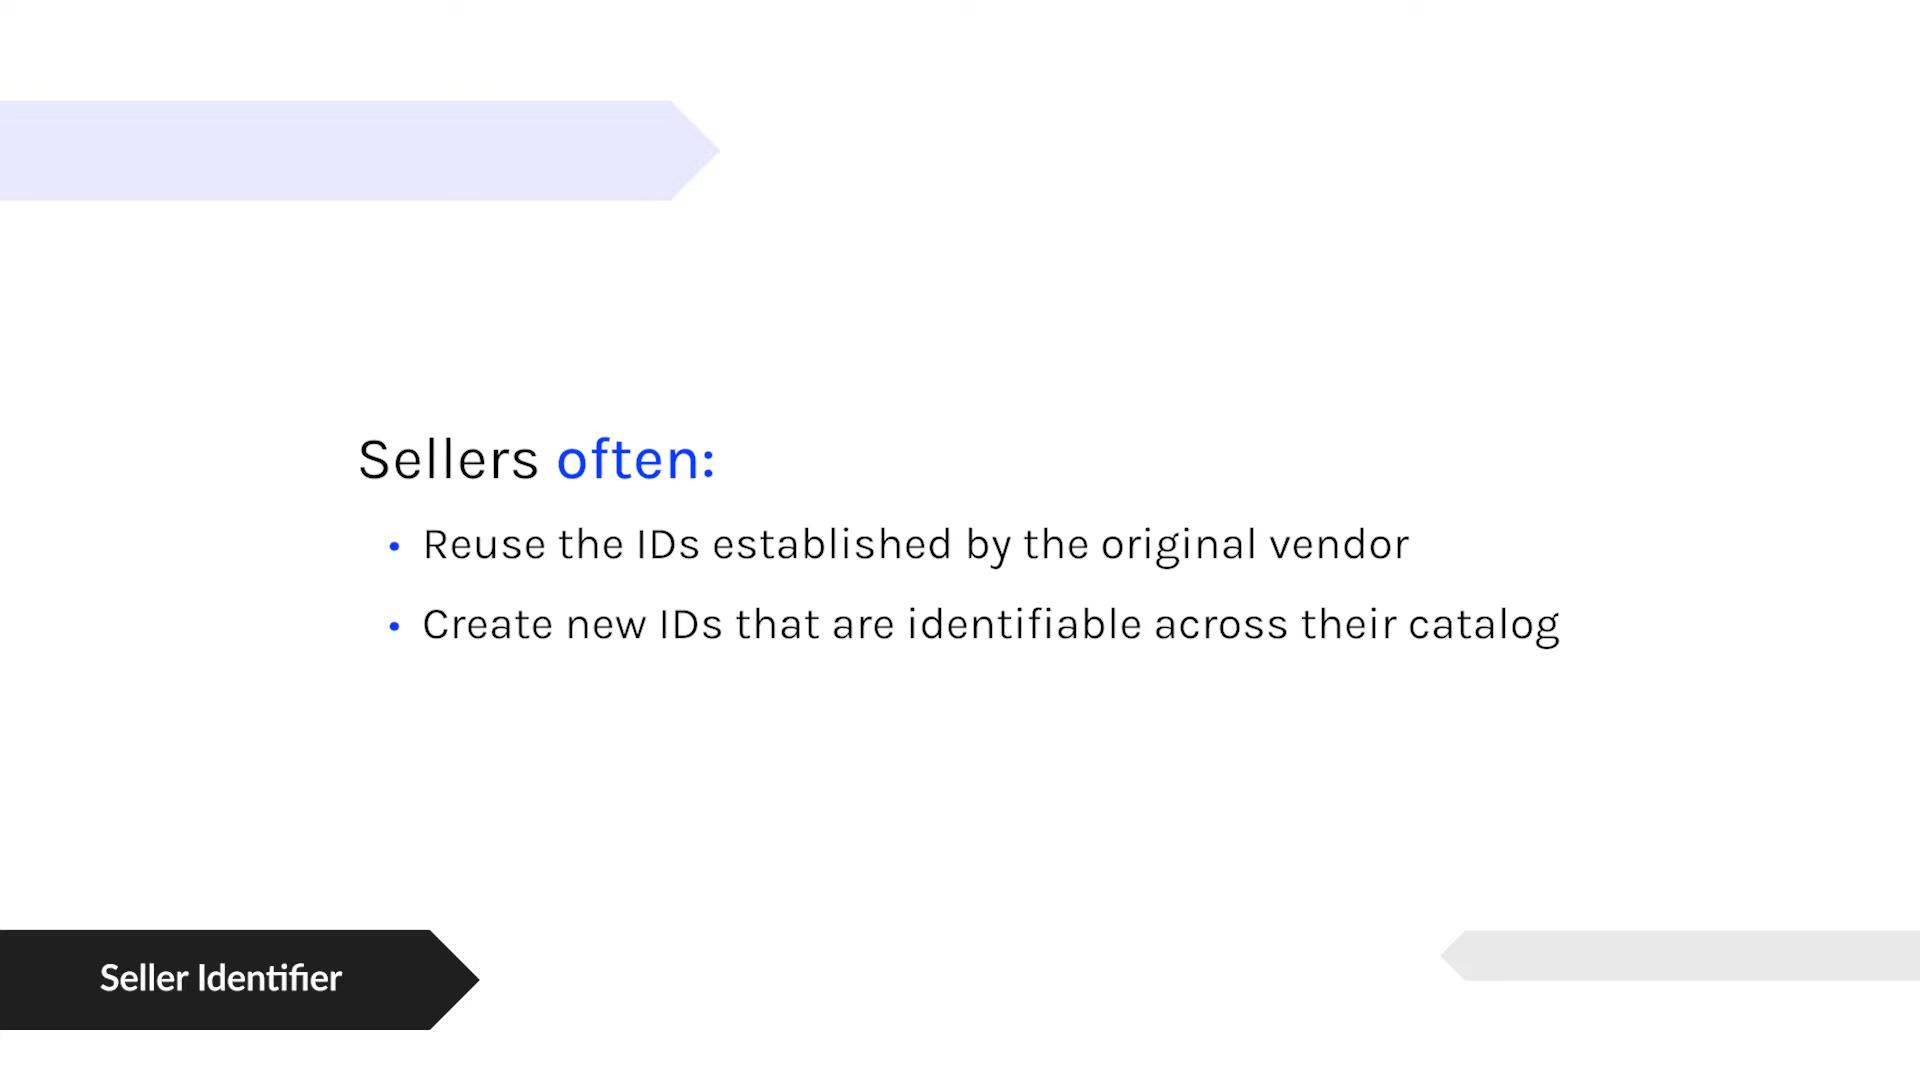 Sellers often:
• Reuse the IDs established by the original vendor
• Create new IDs that are identifiable across their catalog
Seller Identifier